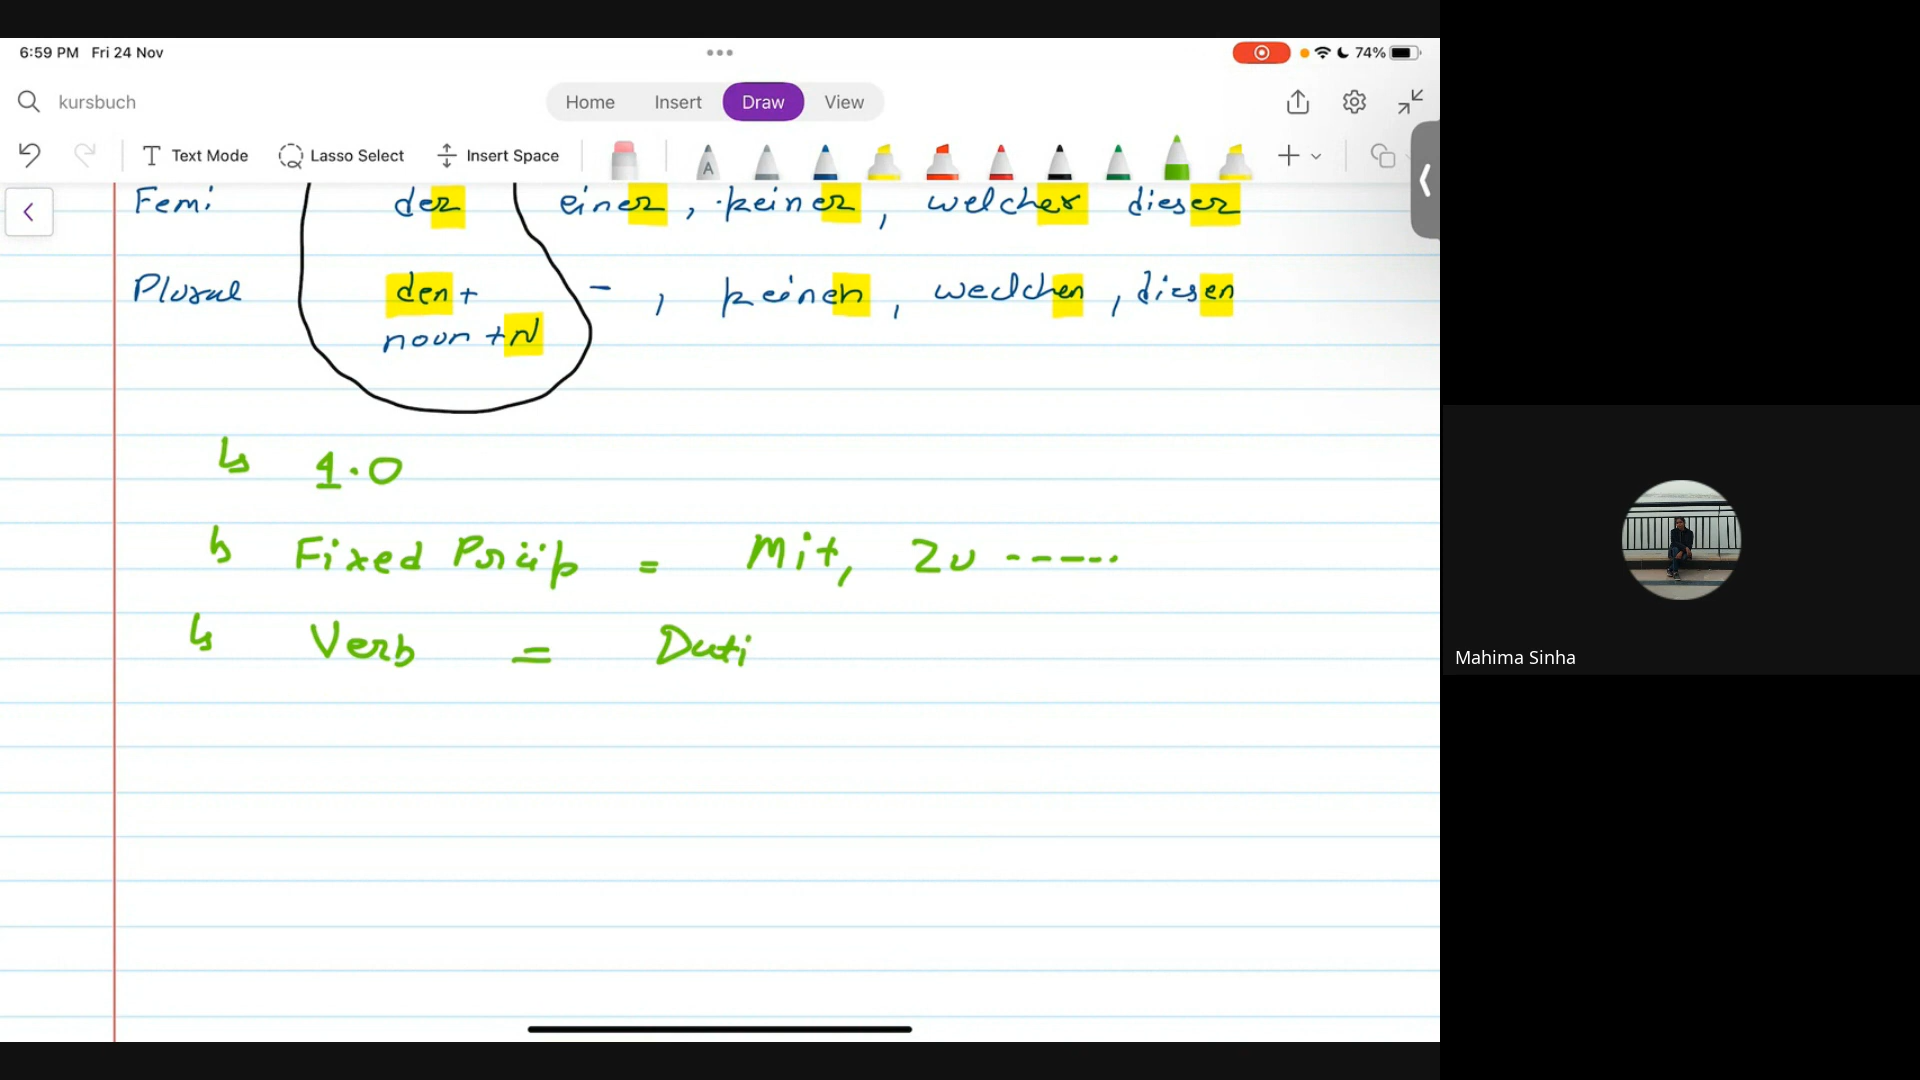 6:59 PM Fri 24 Nov 74%
kursbuch Home Insert Draw View
Text Mode Lasso Select Insert Space
Femi: der einer, keiner, welcher dieser
Plural den + -, keinen, welchen, diesen
noun + N
↳ 1.0
↳ Fixed Präp = Mit, Zu -----
↳ Verb = Dati
Mahima Sinha